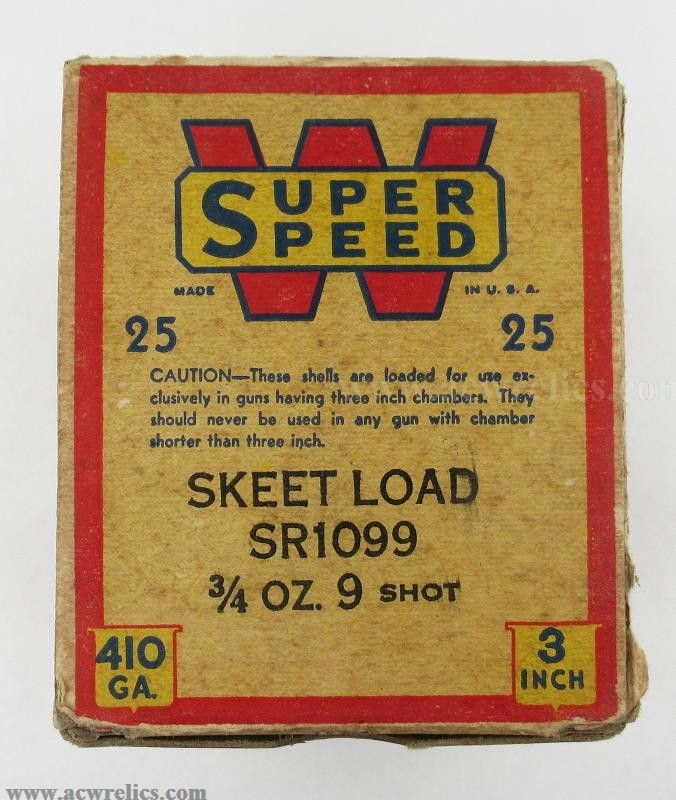 W
SUPER
SPEED
MADE IN U. S. A.
25 25
CAUTION—These shells are loaded for use ex-
clusively in guns having three inch chambers. They
should never be used in any gun with chamber
shorter than three inch.
SKEET LOAD
SR1099
3/4 OZ. 9 SHOT
410
GA.
3
INCH
www.acwrelics.com